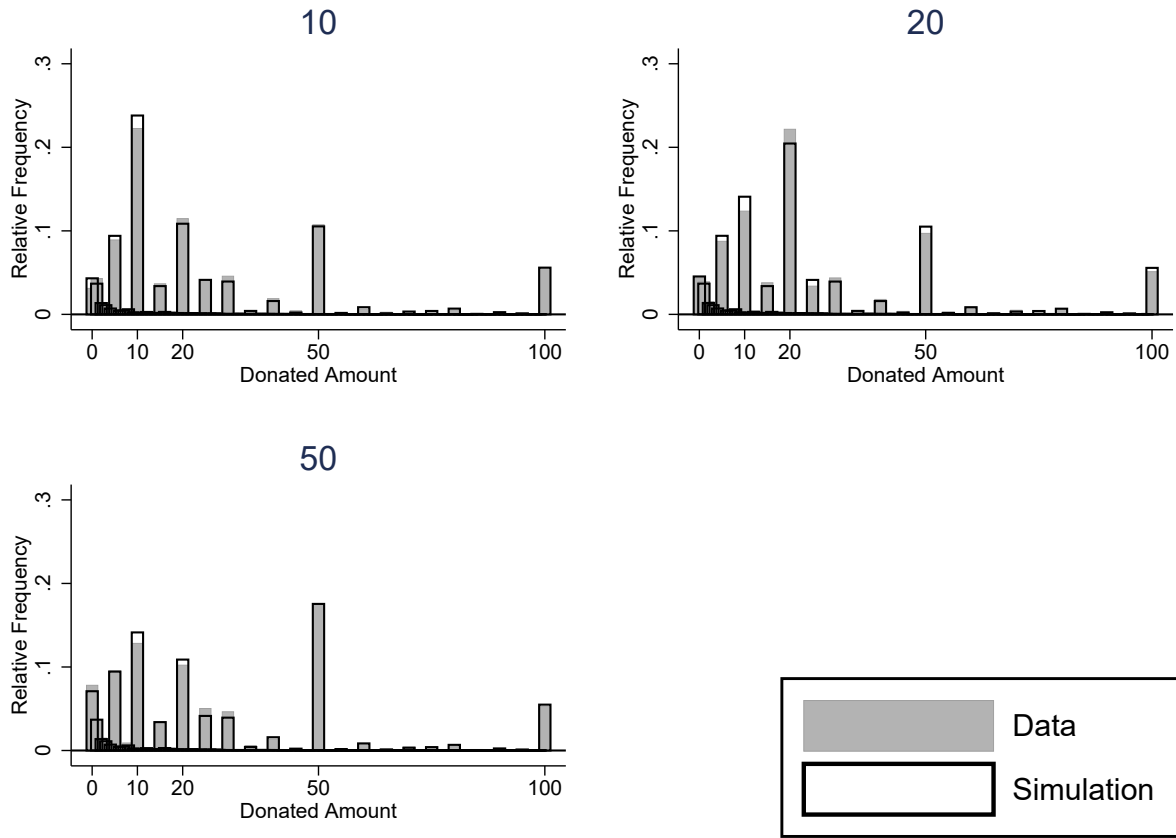 10
Relative Frequency
.3
.2
.1
0
0 10 20 50 100
Donated Amount
20
Relative Frequency
.3
.2
.1
0
0 10 20 50 100
Donated Amount
50
Relative Frequency
.3
.2
.1
0
0 10 20 50 100
Donated Amount
Data
Simulation